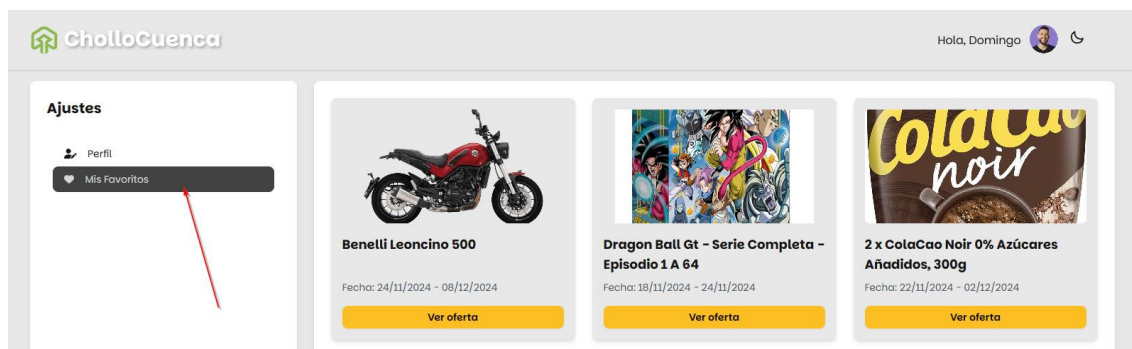 CholloCuenca
Hola, Domingo
Ajustes
Perfil
Mis Favoritos
ColaCao
noir
Benelli Leoncino 500
Fecha: 24/11/2024 - 08/12/2024
Ver oferta
Dragon Ball Gt - Serie Completa -
Episodio 1 A 64
Fecha: 18/11/2024 - 24/11/2024
Ver oferta
2 x ColaCao Noir 0% Azúcares
Añadidos, 300g
Fecha: 22/11/2024 - 02/12/2024
Ver oferta